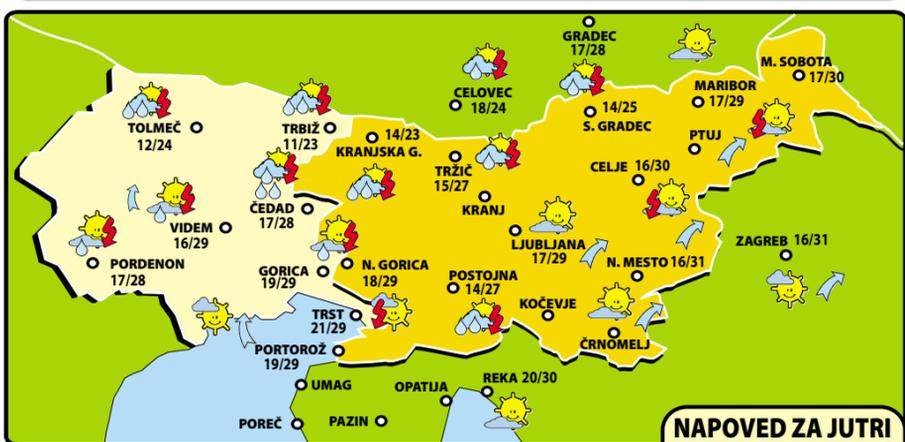 GRADEC
17/28
M. SOBOTA
17/30
CELOVEC
18/24
MARIBOR
17/29
14/25
S. GRADEC
TOLMEČ
12/24
TRBIŽ
11/23
14/23
KRANJSKA G.
PTUJ
TRŽIČ
15/27
CELJE 16/30
KRANJ
ČEDAD
17/28
VIDEM
16/29
LJUBLJANA
17/29
ZAGREB 16/31
PORDENON
17/28
GORICA
19/29
N. GORICA
18/29
N. MESTO 16/31
POSTOJNA
14/27
KOČEVJE
TRST
21/29
ČRNOMELJ
PORTOROŽ
19/29
UMAG
OPATIJA
REKA 20/30
POREČ
PAZIN
NAPOVED ZA JUTRI